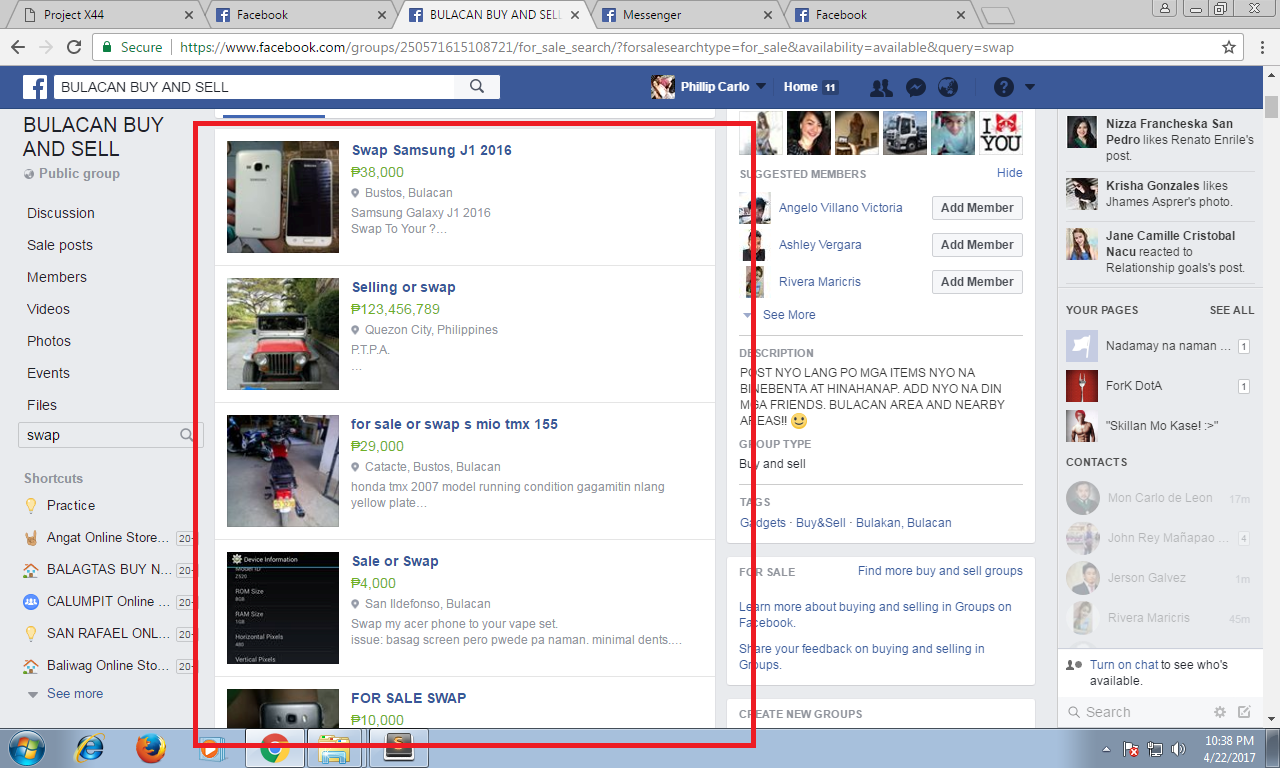 Project X44
Facebook
BULACAN BUY AND SELL
Messenger
Facebook
Secure
https://www.facebook.com/groups/250571615108721/for_sale_search/?forsalesearchtype=for_sale&availability=available&query=swap
BULACAN BUY AND SELL
Phillip Carlo
Home 11
BULACAN BUY
AND SELL
Public group
Discussion
Sale posts
Members
Videos
Photos
Events
Files
swap
Shortcuts
Practice
Angat Online Store... 20+
BALAGTAS BUY N... 20+
CALUMPIT Online ... 20+
SAN RAFAEL ONL... 20+
Baliwag Online Sto... 20+
See more
Swap Samsung J1 2016
₱38,000
Bustos, Bulacan
Samsung Galaxy J1 2016
Swap To Your ?...
Selling or swap
₱123,456,789
Quezon City, Philippines
P.T.P.A.
...
for sale or swap s mio tmx 155
₱29,000
Catacte, Bustos, Bulacan
honda tmx 2007 model running condition gagamitin nlang
yellow plate...
Device Information
Model ID
Z520
ROM Size
8GB
RAM Size
1GB
Horizontal Pixels
480
Vertical Pixels
Sale or Swap
₱4,000
San Ildefonso, Bulacan
Swap my acer phone to your vape set.
issue: basag screen pero pwede pa naman. minimal dents...
FOR SALE SWAP
₱10,000
I
YOU
SUGGESTED MEMBERS
Hide
Angelo Villano Victoria
Add Member
Ashley Vergara
Add Member
Rivera Maricris
Add Member
See More
DESCRIPTION
POST NYO LANG PO MGA ITEMS NYO NA
BINEBENTA AT HINAHANAP. ADD NYO NA DIN
MGA FRIENDS. BULACAN AREA AND NEARBY
AREAS!!
GROUP TYPE
Buy and sell
TAGS
Gadgets · Buy&Sell · Bulakan, Bulacan
FOR SALE
Find more buy and sell groups
Learn more about buying and selling in Groups on
Facebook.
Share your feedback on buying and selling in
Groups.
CREATE NEW GROUPS
Nizza Francheska San
Pedro likes Renato Enrile's
post.
Krisha Gonzales likes
Jhames Aspret's photo.
Jane Camille Cristobal
Nacu reacted to
Relationship goals's post.
YOUR PAGES
SEE ALL
Nadamay na naman ... 1
ForK DotA 1
"Skillan Mo Kase! :>"
CONTACTS
Mon Carlo de Leon 17m
John Rey Mañapao ... 4
Galvez 1m
Rivera Maricris 45m
Turn on chat to see who's
available.
Search
10:38 PM
4/22/2017